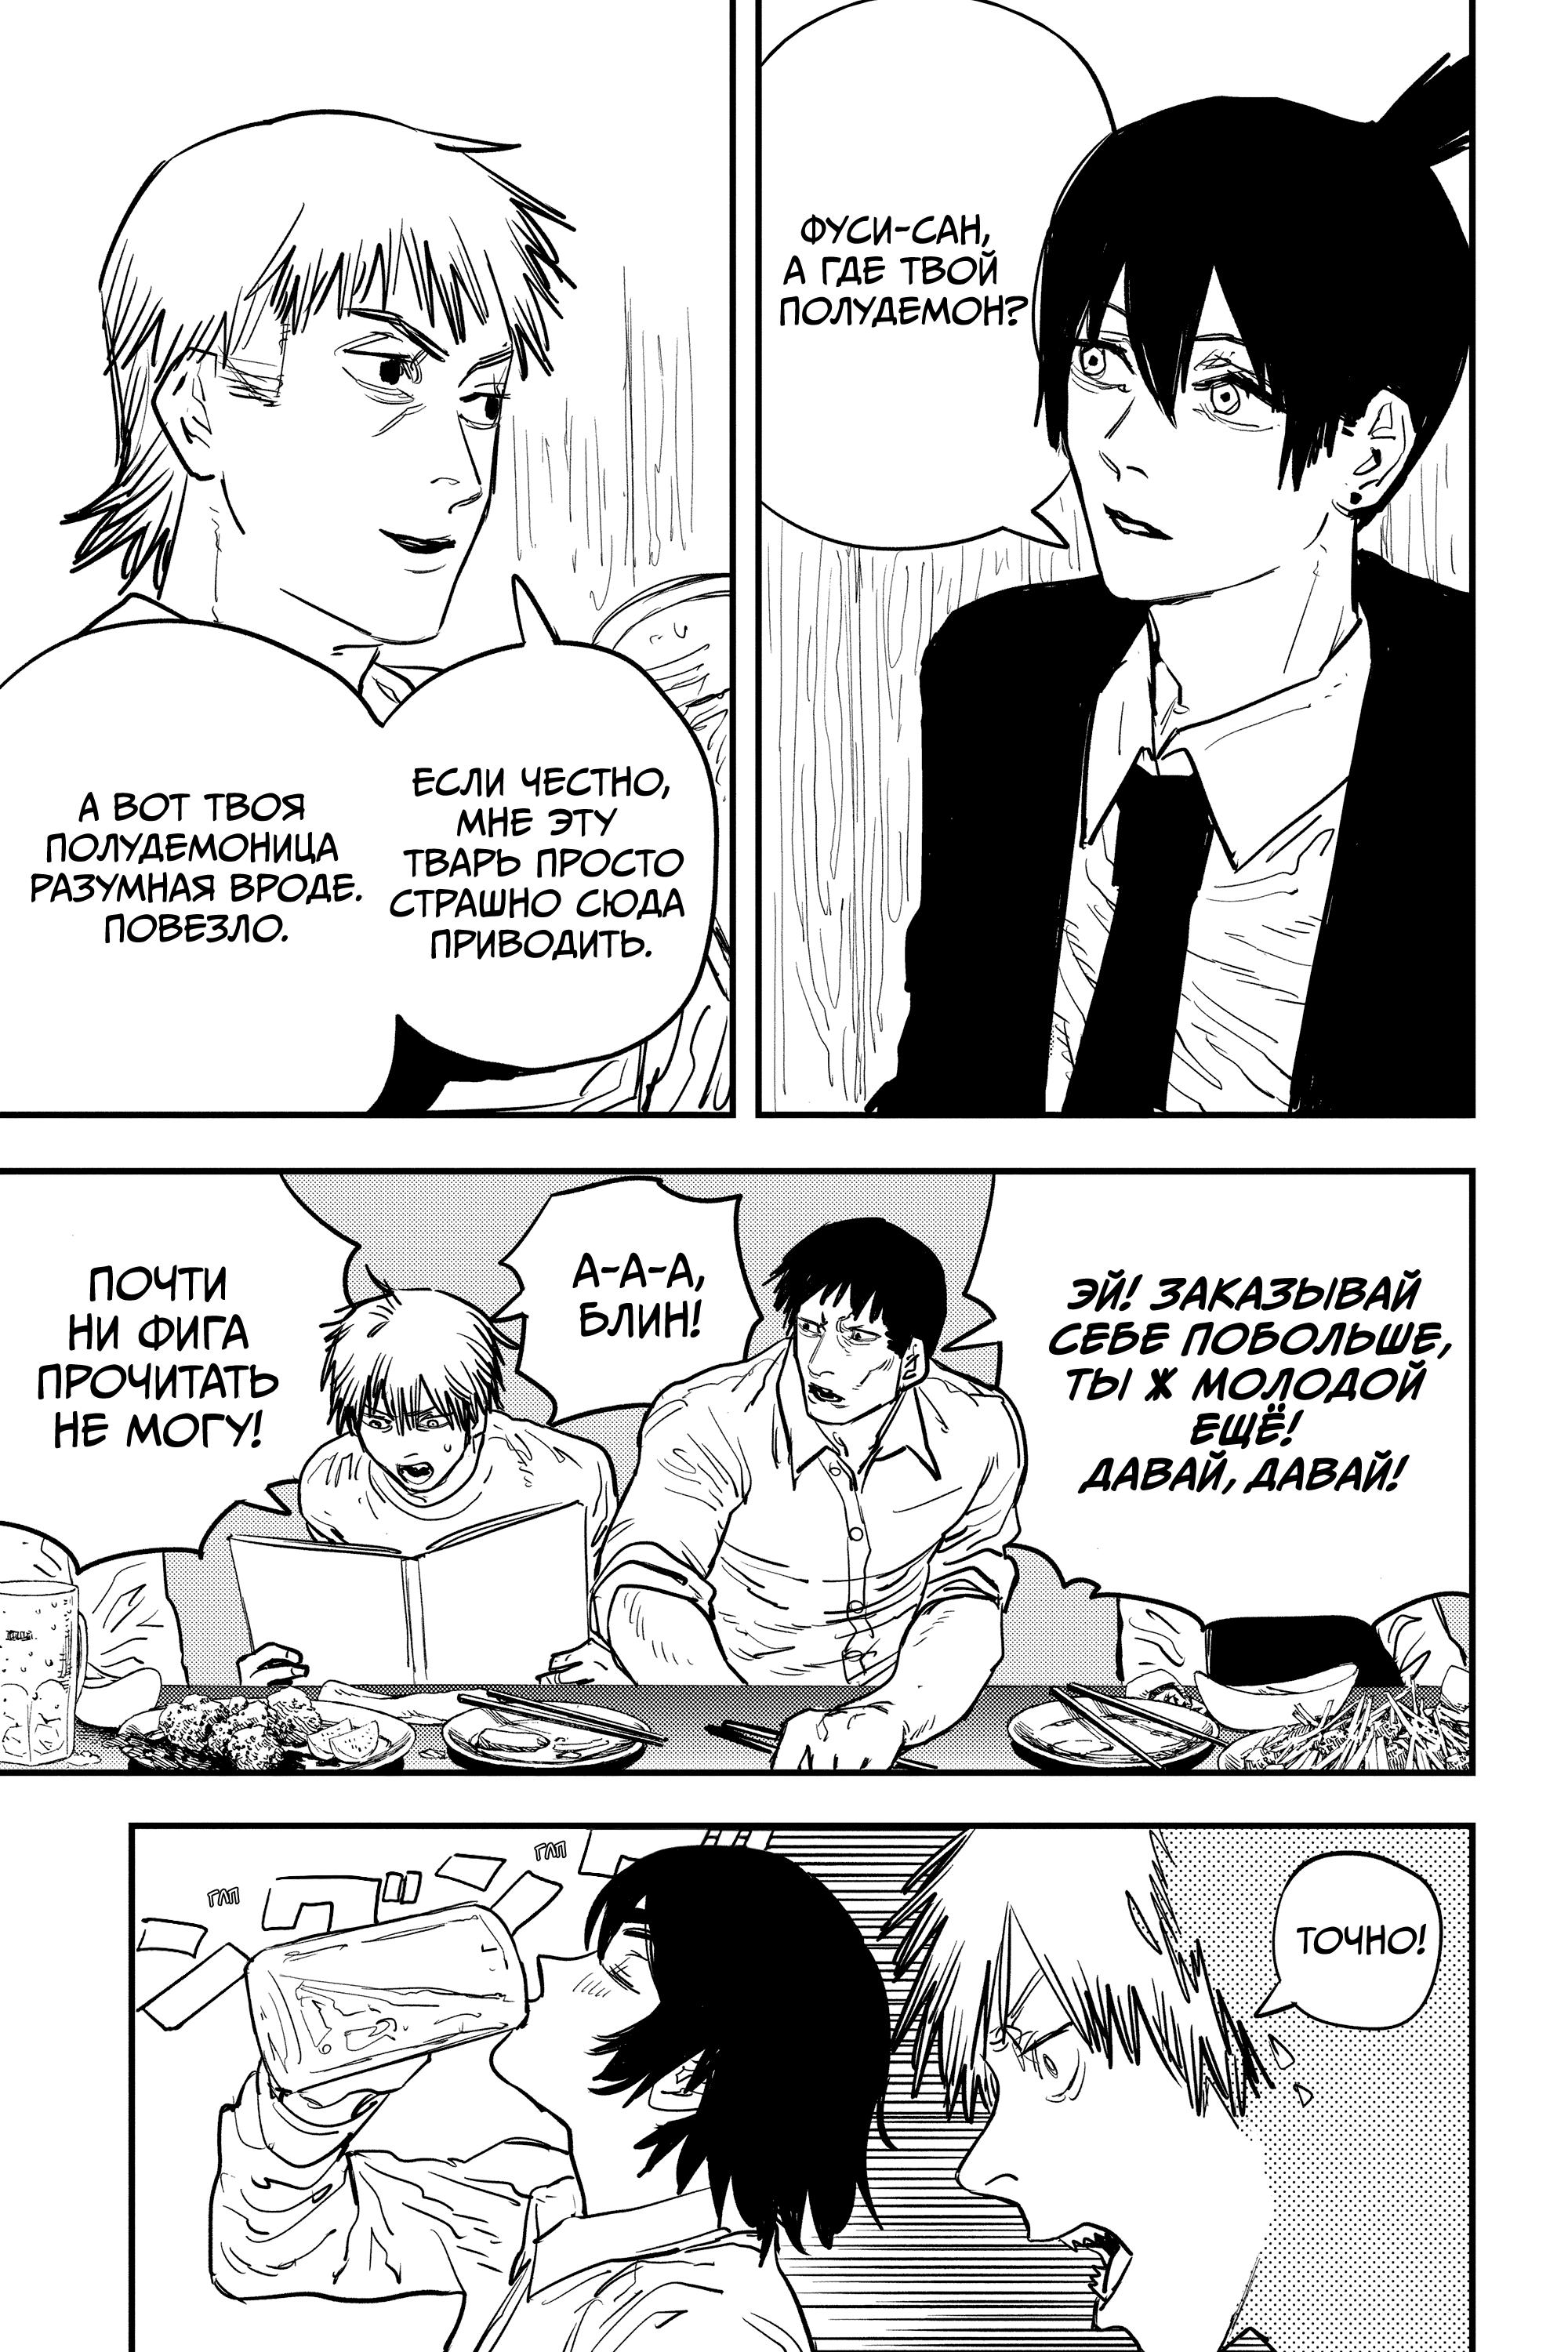 ФУСИ-САН,
А ГДЕ ТВОЙ
ПОЛУДЕМОН?
ЕСЛИ ЧЕСТНО,
МНЕ ЭТУ
ТВАРЬ ПРОСТО
СТРАШНО СЮДА
ПРИВОДИТЬ.
А ВОТ ТВОЯ
ПОЛУДЕМОНИЦА
РАЗУМНАЯ ВРОДЕ.
ПОВЕЗЛО.
ЭЙ! ЗАКАЗЫВАЙ
СЕБЕ ПОБОЛЬШЕ,
ТЫ Ж МОЛОДОЙ
ЕЩЁ!
ДАВАЙ, ДАВАЙ!
А-А-А,
БЛИН!
ПОЧТИ
НИ ФИГА
ПРОЧИТАТЬ
НЕ МОГУ!
ТОЧНО!
ГЛП
ГЛП